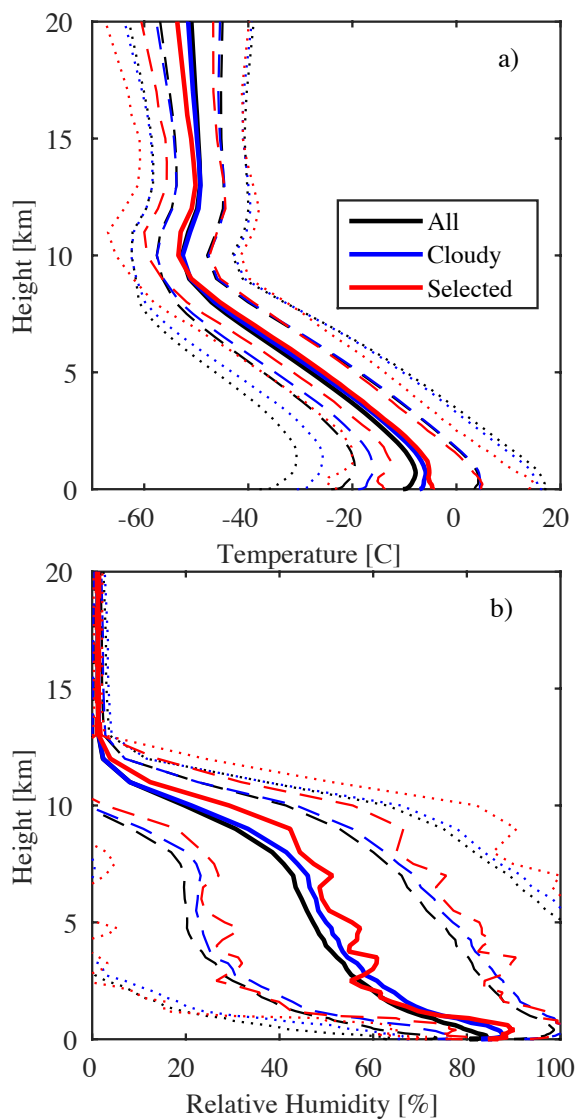 20
a)
15
All
Cloudy
Selected
10
5
0
Height [km]
-60 -40 -20 0 20
Temperature [C]
20
b)
15
10
5
0
Height [km]
0 20 40 60 80 100
Relative Humidity [%]